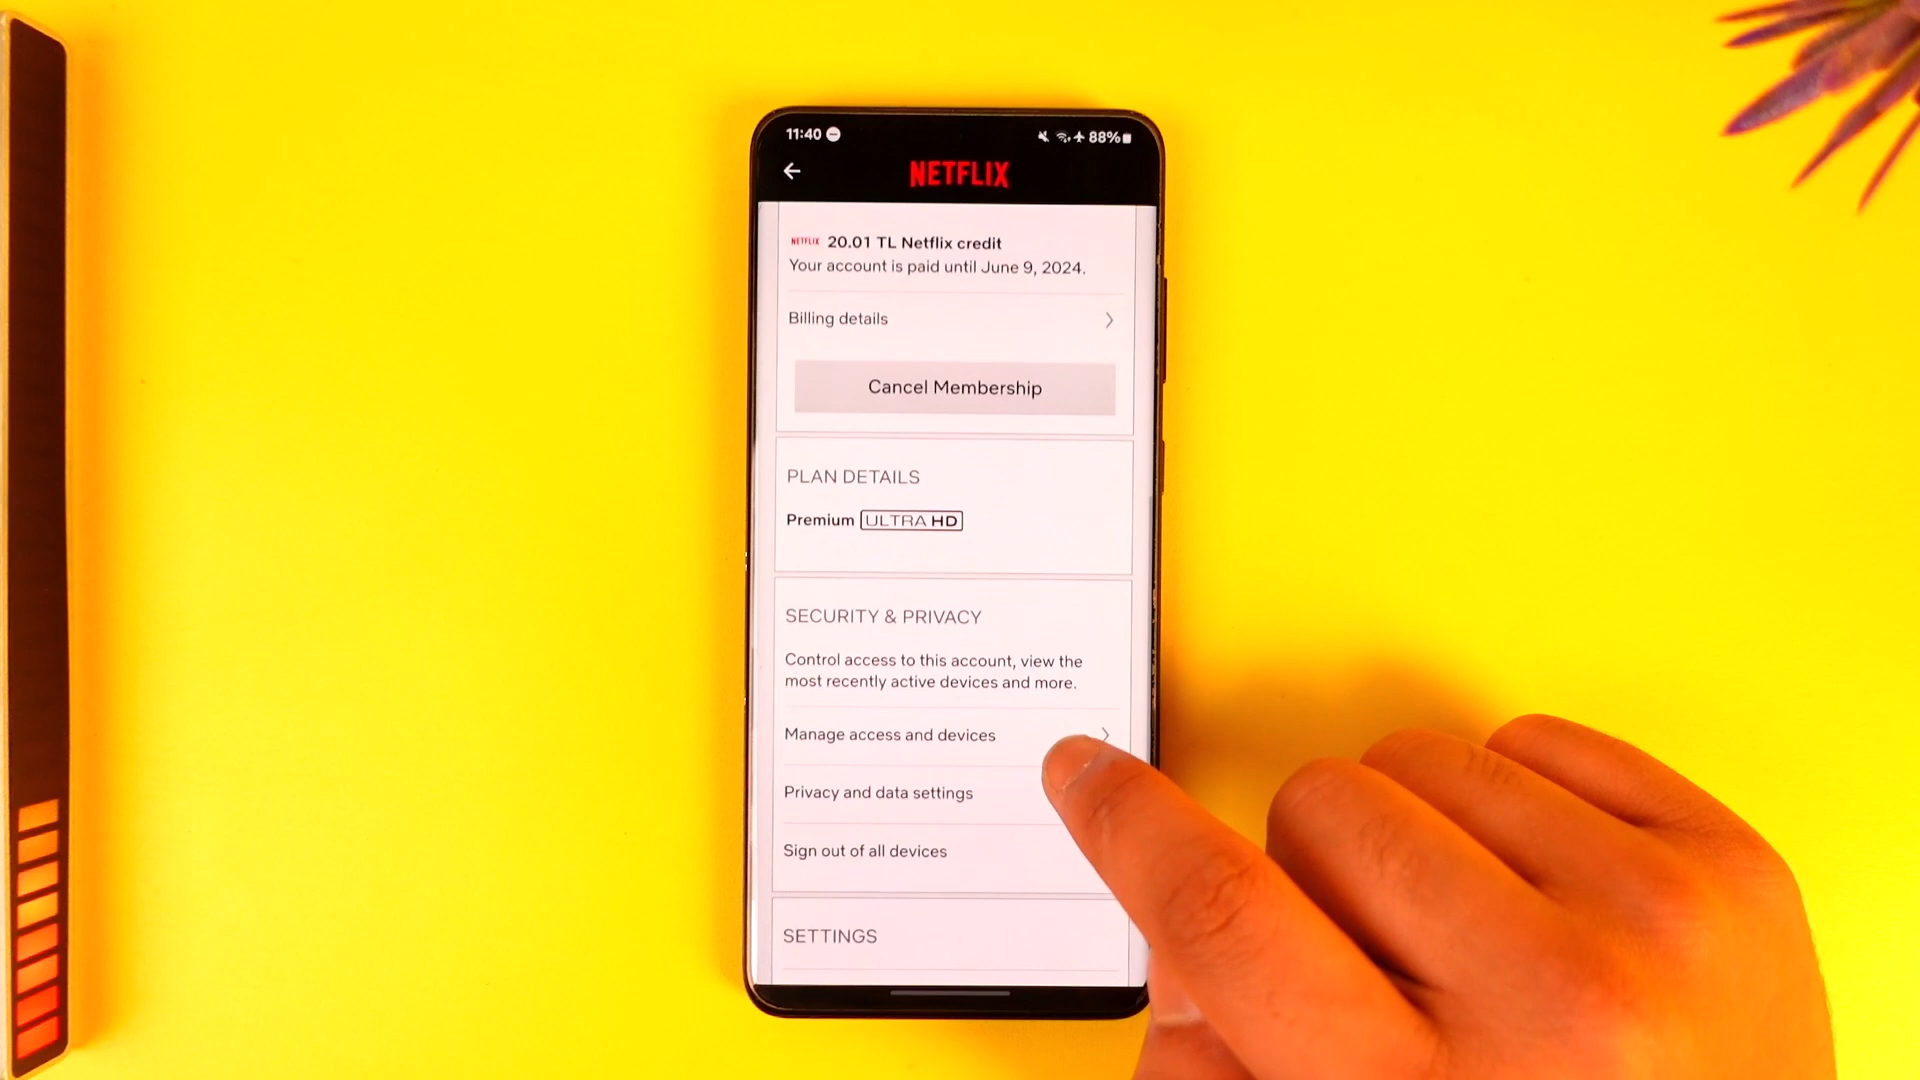 11:40
88%
NETFLIX
NETFLIX 20.01 TL Netflix credit
Your account is paid until June 9, 2024.
Billing details
Cancel Membership
PLAN DETAILS
Premium ULTRA HD
SECURITY & PRIVACY
Control access to this account, view the
most recently active devices and more.
Manage access and devices
Privacy and data settings
Sign out of all devices
SETTINGS